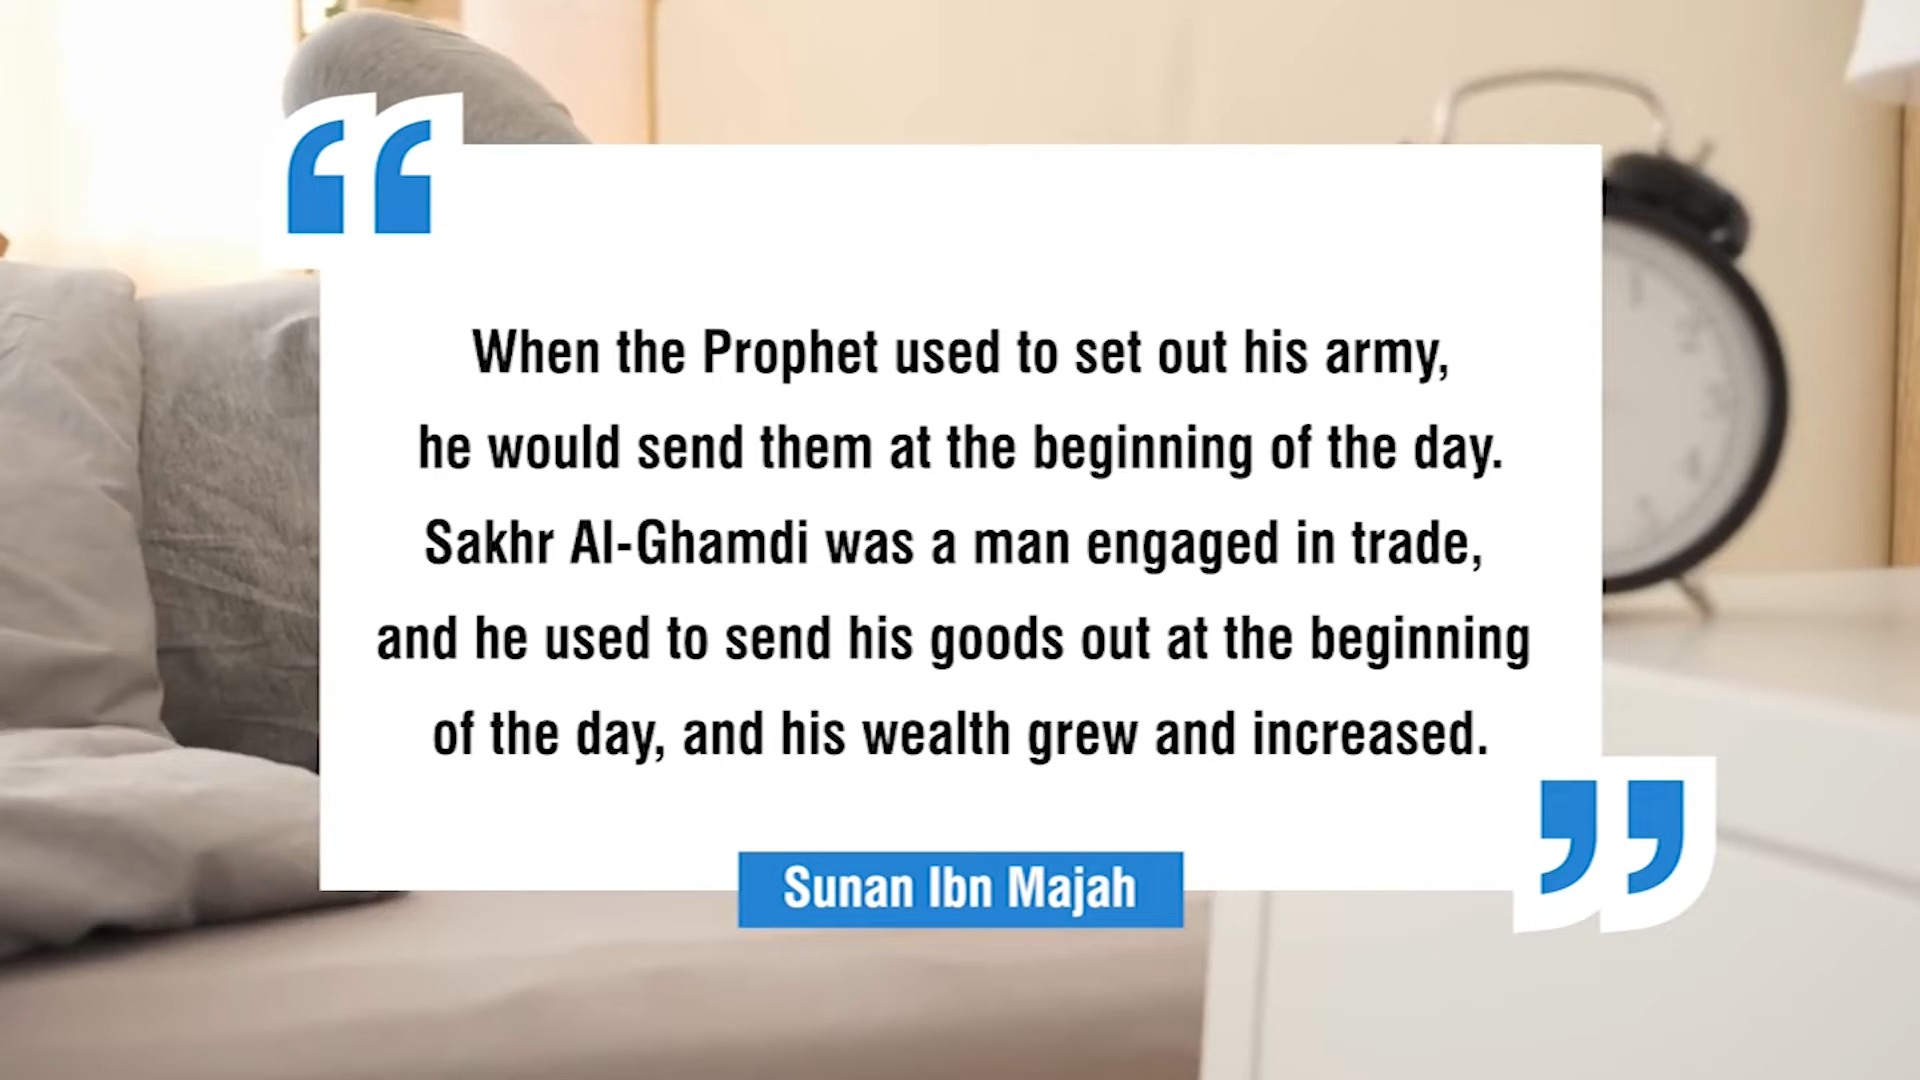 When the Prophet used to set out his army,
he would send them at the beginning of the day.
Sakhr Al-Ghamdi was a man engaged in trade,
and he used to send his goods out at the beginning
of the day, and his wealth grew and increased.
Sunan Ibn Majah